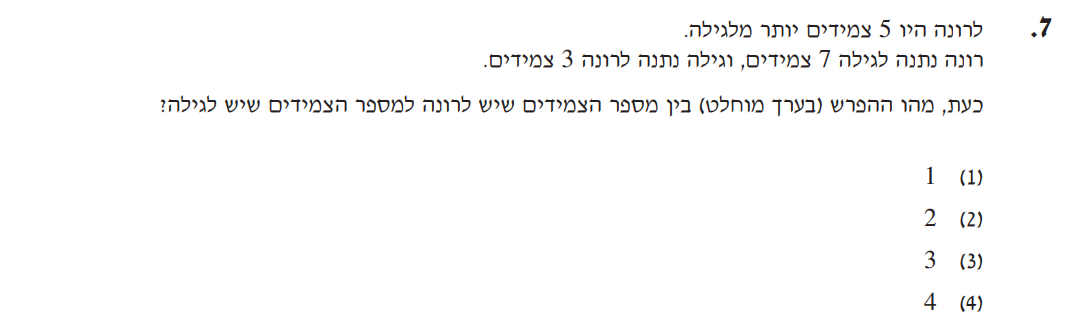 7. לרונה היו 5 צמידים יותר מלגילה.
רונה נתנה לגילה 7 צמידים, וגילה נתנה לרונה 3 צמידים.
כעת, מהו ההפרש (בערך מוחלט) בין מספר הצמידים שיש לרונה למספר הצמידים שיש לגילה?
(1) 1
(2) 2
(3) 3
(4) 4